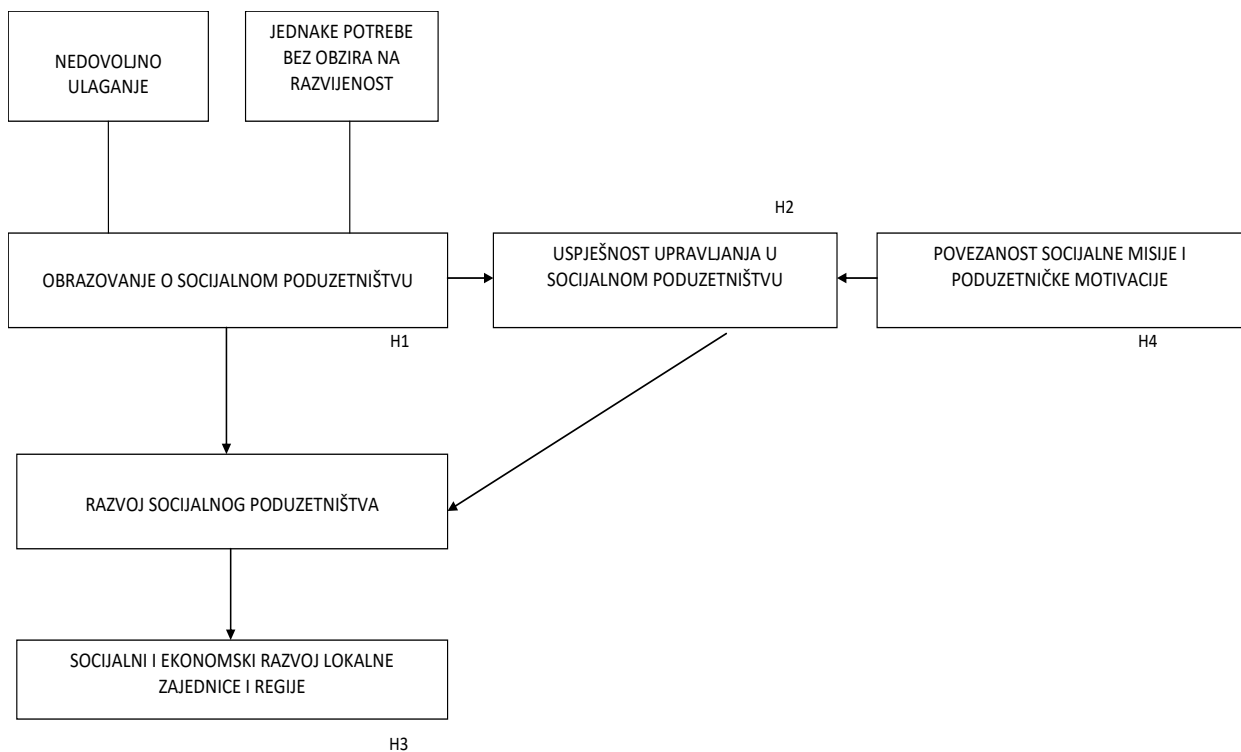 NEDOVOLJNO
ULAGANJE
JEDNAKE POTREBE
BEZ OBZIRA NA
RAZVIJENOST
H2
OBRAZOVANJE O SOCIJALNOM PODUZETNIŠTVU
H1
USPJEŠNOST UPRAVLJANJA U
SOCIJALNOM PODUZETNIŠTVU
POVEZANOST SOCIJALNE MISIJE I
PODUZETNIČKE MOTIVACIJE
H4
RAZVOJ SOCIJALNOG PODUZETNIŠTVA
SOCIJALNI I EKONOMSKI RAZVOJ LOKALNE
ZAJEDNICE I REGIJE
H3